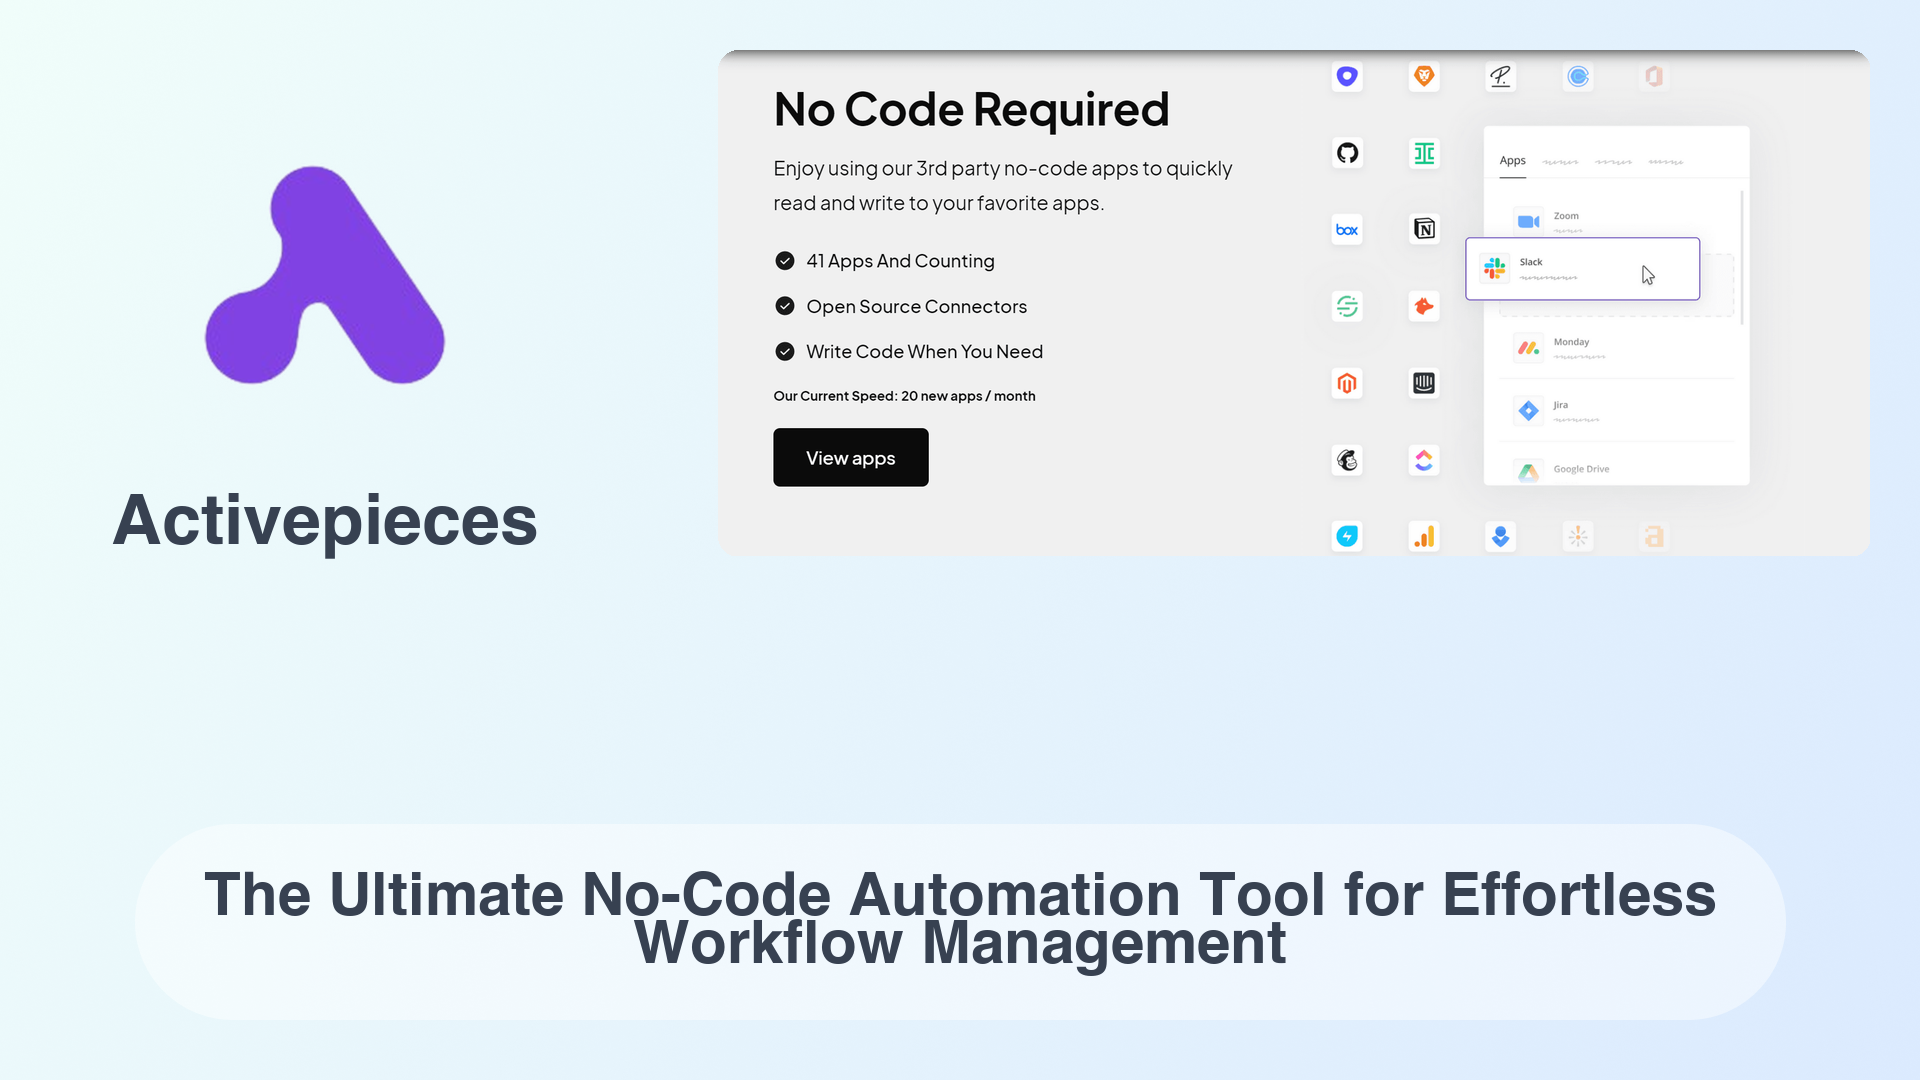 Activepieces
No Code Required
Enjoy using our 3rd party no-code apps to quickly
read and write to your favorite apps.
41 Apps And Counting
Open Source Connectors
Write Code When You Need
Our Current Speed: 20 new apps / month
View apps
box
Apps
Zoom
Slack
Monday
Jira
Google Drive
The Ultimate No-Code Automation Tool for Effortless
Workflow Management